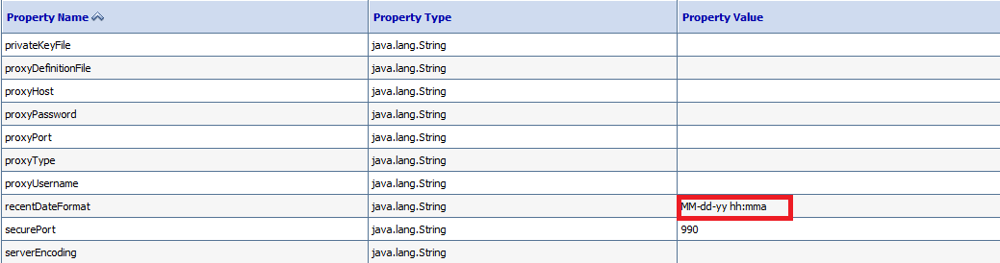 Property Name Property Type Property Value
privateKeyFile java.lang.String
proxyDefinitionFile java.lang.String
proxyHost java.lang.String
proxyPassword java.lang.String
proxyPort java.lang.String
proxyType java.lang.String
proxyUsername java.lang.String
recentDateFormat java.lang.String MM-dd-yy hh:mma
securePort java.lang.String 990
serverEncoding java.lang.String